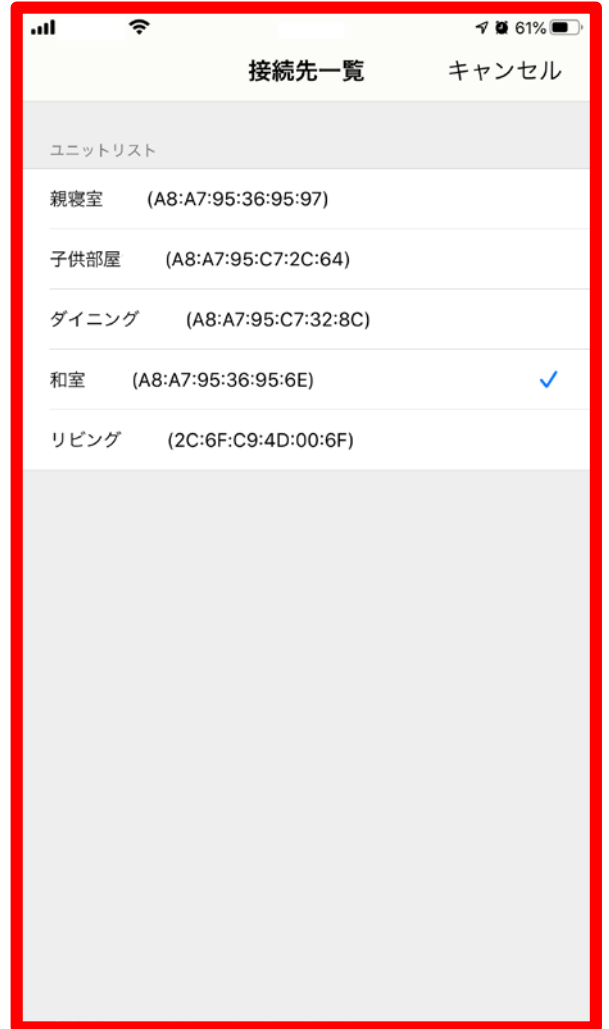 61%
接続先一覧 キャンセル
ユニットリスト
親寝室 (A8:A7:95:36:95:97)
子供部屋 (A8:A7:95:C7:2C:64)
ダイニング (A8:A7:95:C7:32:8C)
和室 (A8:A7:95:36:95:6E)
リビング (2C:6F:C9:4D:00:6F)